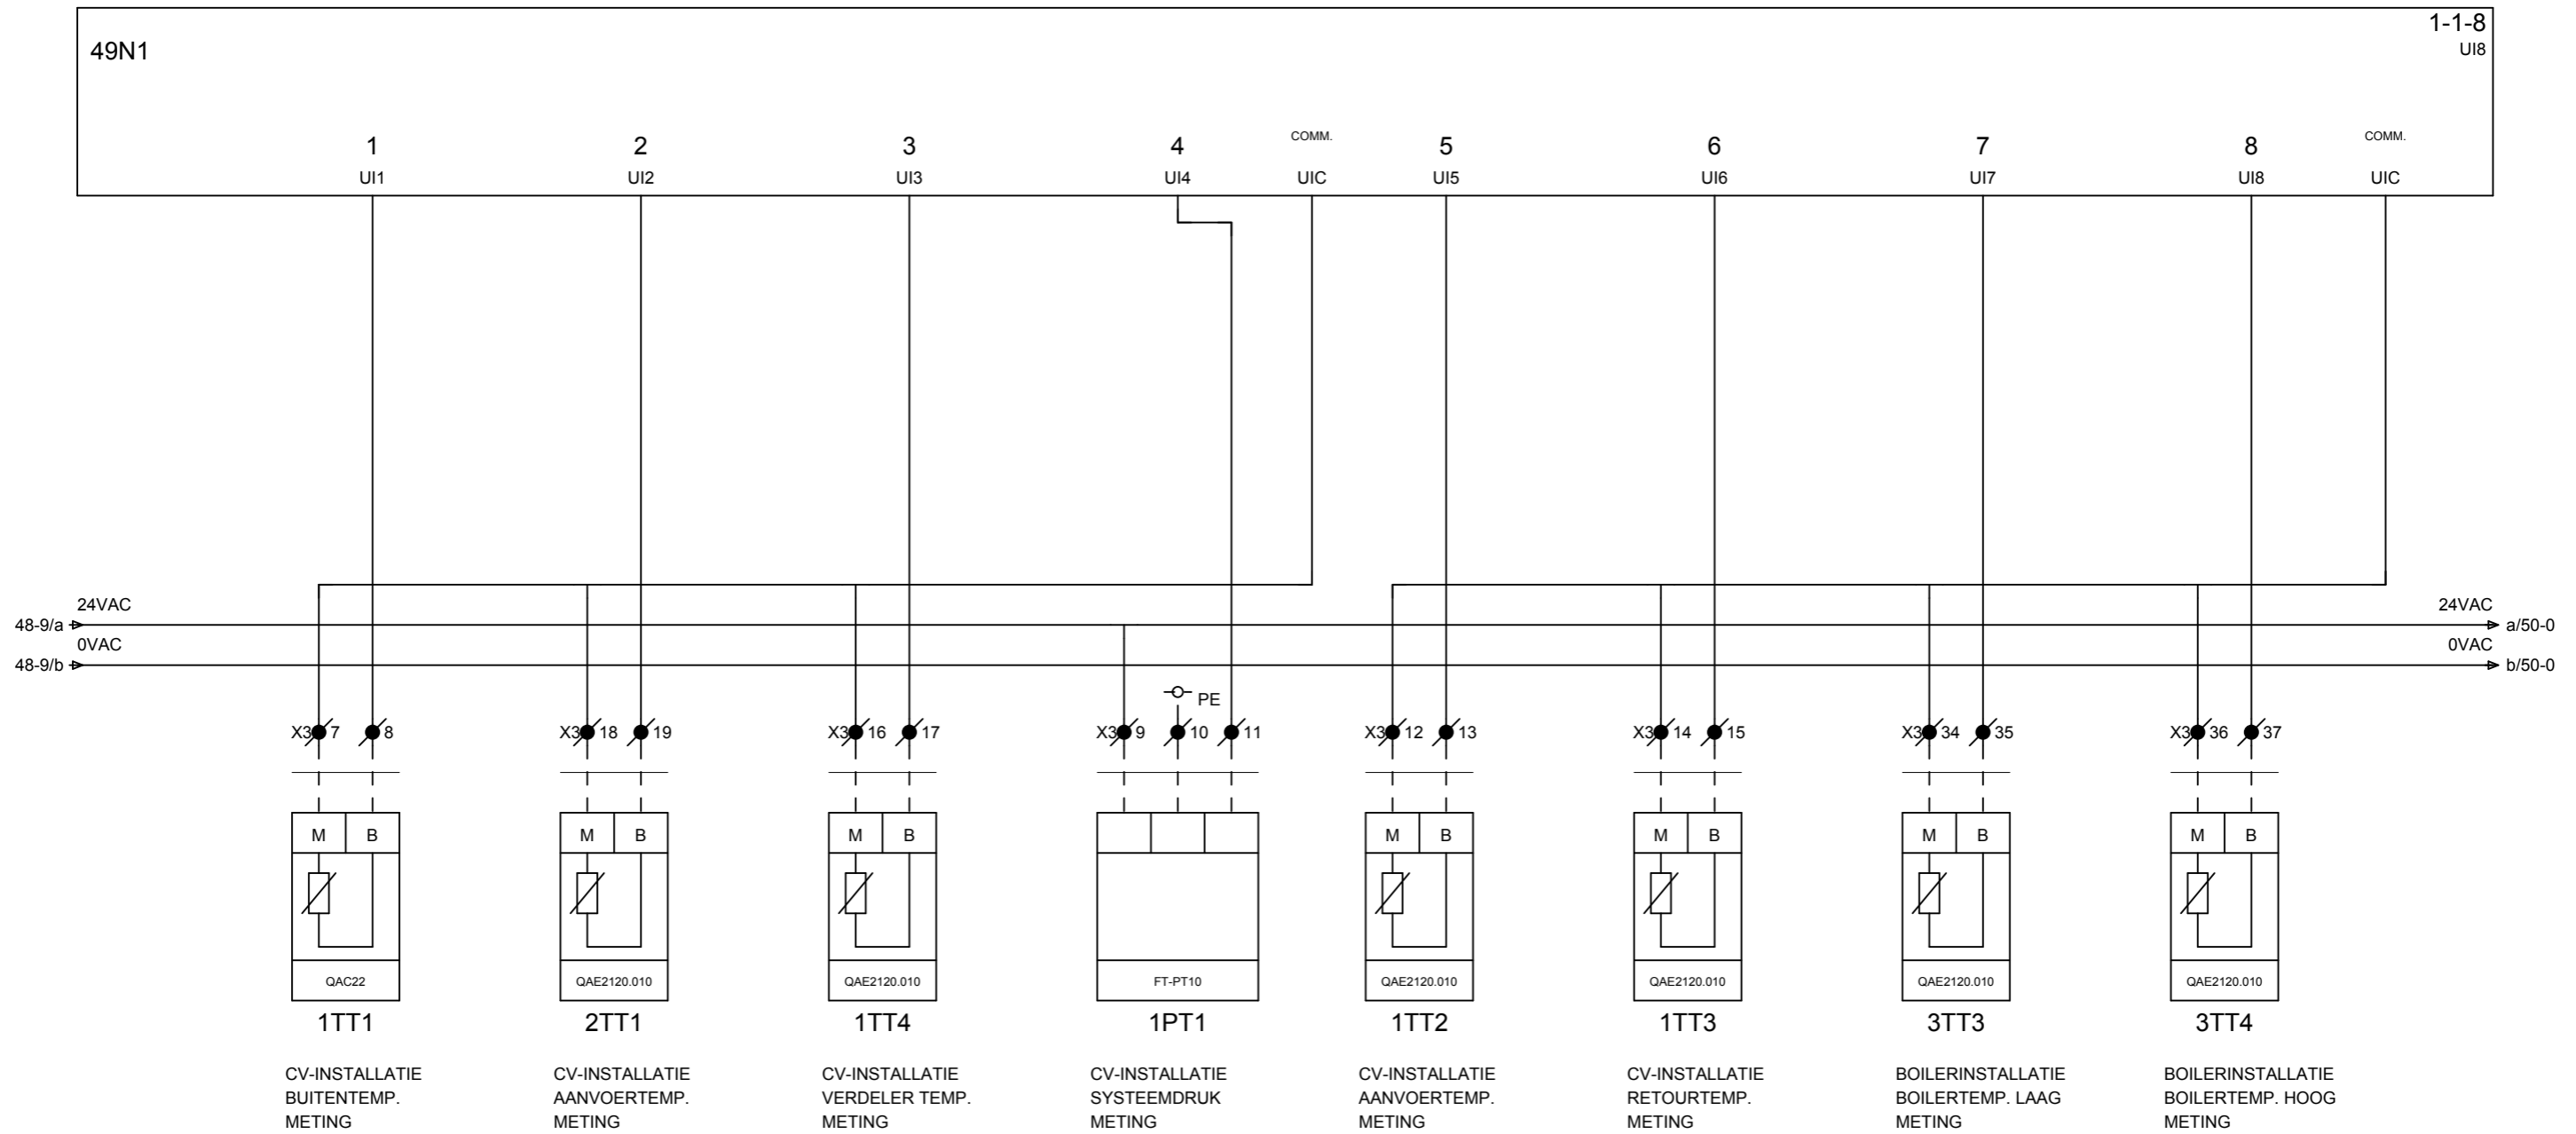 49N1
1-1-8
UI8
1
2
3
4
COMM.
5
6
7
8
COMM.
UI1
UI2
UI3
UI4
UIC
UI5
UI6
UI7
UI8
UIC
24VAC
24VAC
48-9/a
a/50-0
0VAC
0VAC
48-9/b
b/50-0
PE
X3 7 8
X3 18 19
X3 16 17
X3 9 10 11
X3 12 13
X3 14 15
X3 34 35
X3 36 37
M B
M B
M B
M B
M B
M B
M B
QAC22
QAE2120.010
QAE2120.010
FT-PT10
QAE2120.010
QAE2120.010
QAE2120.010
QAE2120.010
1TT1
2TT1
1TT4
1PT1
1TT2
1TT3
3TT3
3TT4
CV-INSTALLATIE
BUITENTEMP.
METING
CV-INSTALLATIE
AANVOERTEMP.
METING
CV-INSTALLATIE
VERDELER TEMP.
METING
CV-INSTALLATIE
SYSTEEMDRUK
METING
CV-INSTALLATIE
AANVOERTEMP.
METING
CV-INSTALLATIE
RETOURTEMP.
METING
BOILERINSTALLATIE
BOILERTEMP. LAAG
METING
BOILERINSTALLATIE
BOILERTEMP. HOOG
METING